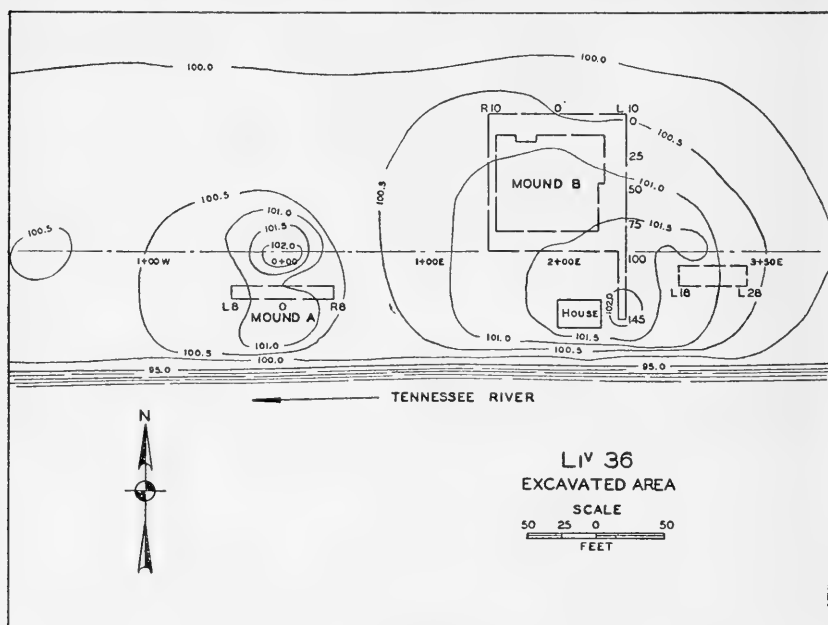 100.0
100.0
100.5
R10 0' L10
0
100.5
100.5
25
101.0
MOUND B
50
100.5
101.0
101.5
101.5
75
100.5
102.0
1+00 W
0+00
1+00E
2+00E
100
3+50E
L18
L28
L8 0 R8
MOUND A
HOUSE
102.0
145
101.0
101.0
101.5
100.5
100.5
95.0
95.0
TENNESSEE RIVER
N
LIV 36
EXCAVATED AREA
SCALE
50 25 0 50
FEET